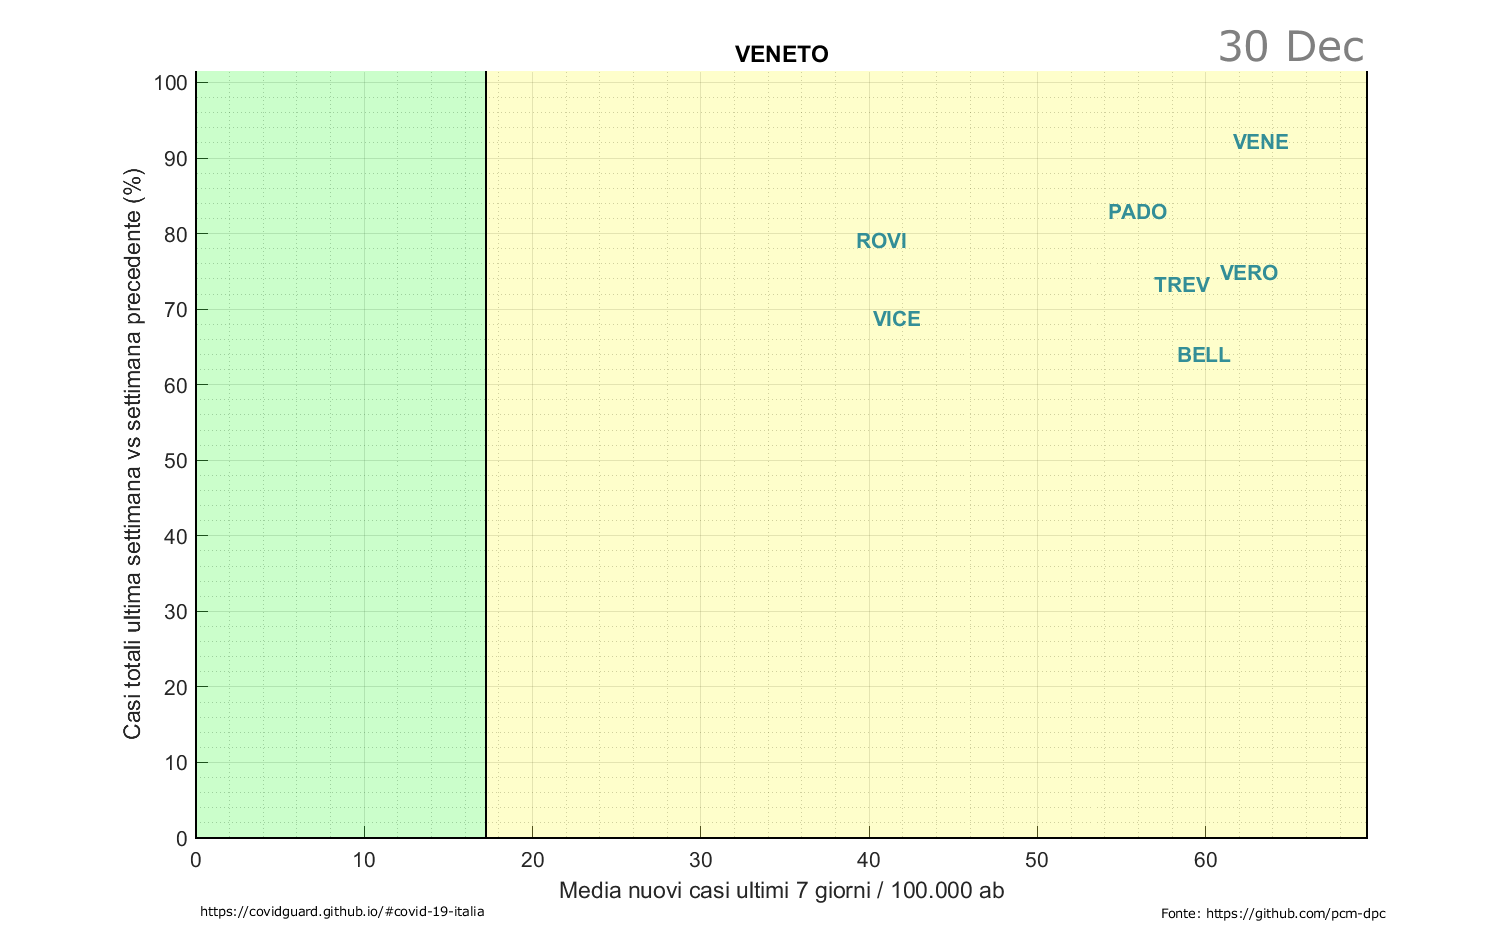 30 Dec
VENETO
100
90
80
70
60
50
40
30
20
10
0
Casi totali ultima settimana vs settimana precedente (%)
VENE
PADO
ROVI
VERO
TREV
VICE
BELL
0 10 20 30 40 50 60
Media nuovi casi ultimi 7 giorni / 100.000 ab
https://covidguard.github.io/#covid-19-italia
Fonte: https://github.com/pcm-dpc